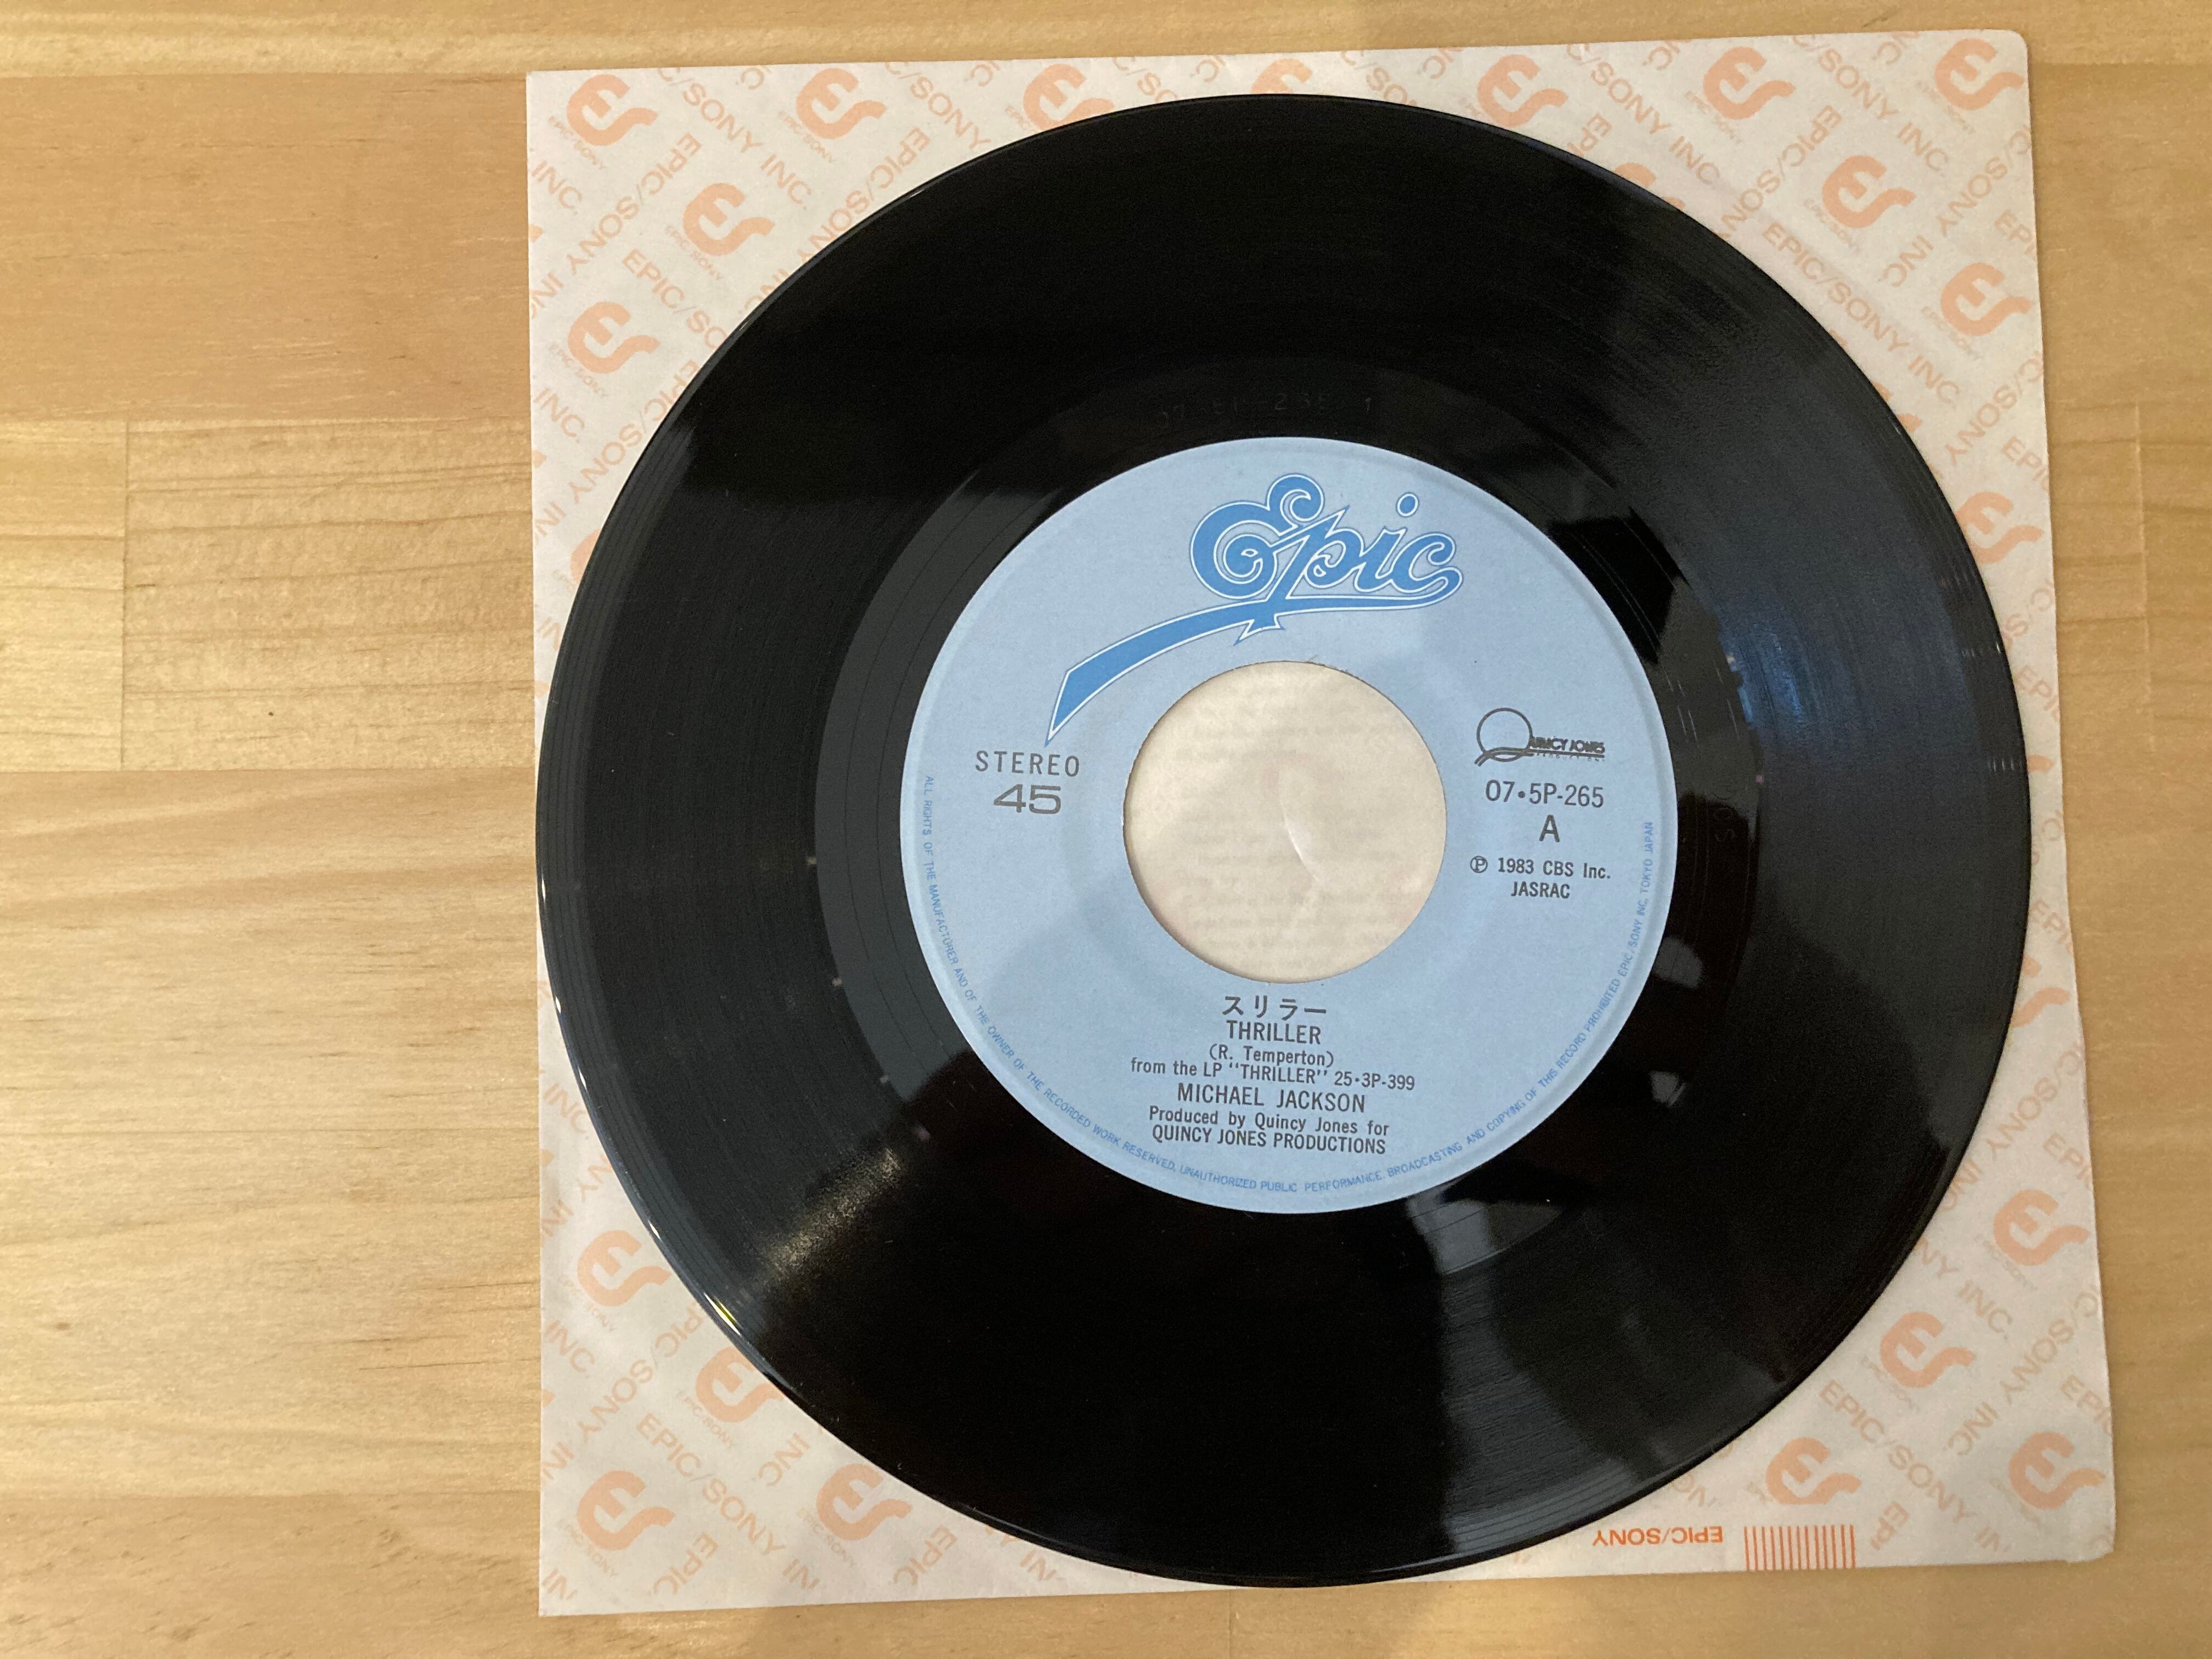 Epic
STEREO
45
QUINCY JONES
07・5P-265
A
Ⓟ 1983 CBS Inc.
JASRAC
スリラー
THRILLER
(R. Temperton)
from the LP "THRILLER" 25・3P-399
MICHAEL JACKSON
Produced by Quincy Jones for
QUINCY JONES PRODUCTIONS
ALL RIGHTS OF THE MANUFACTURER AND OF THE OWNER OF THE RECORDED WORK RESERVED. UNAUTHORIZED PUBLIC PERFORMANCE. BROADCASTING AND COPYING OF THIS RECORD PROHIBITED EPIC/SONY INC. TOKYO JAPAN
EPIC/SONY INC.
EPIC/SONY